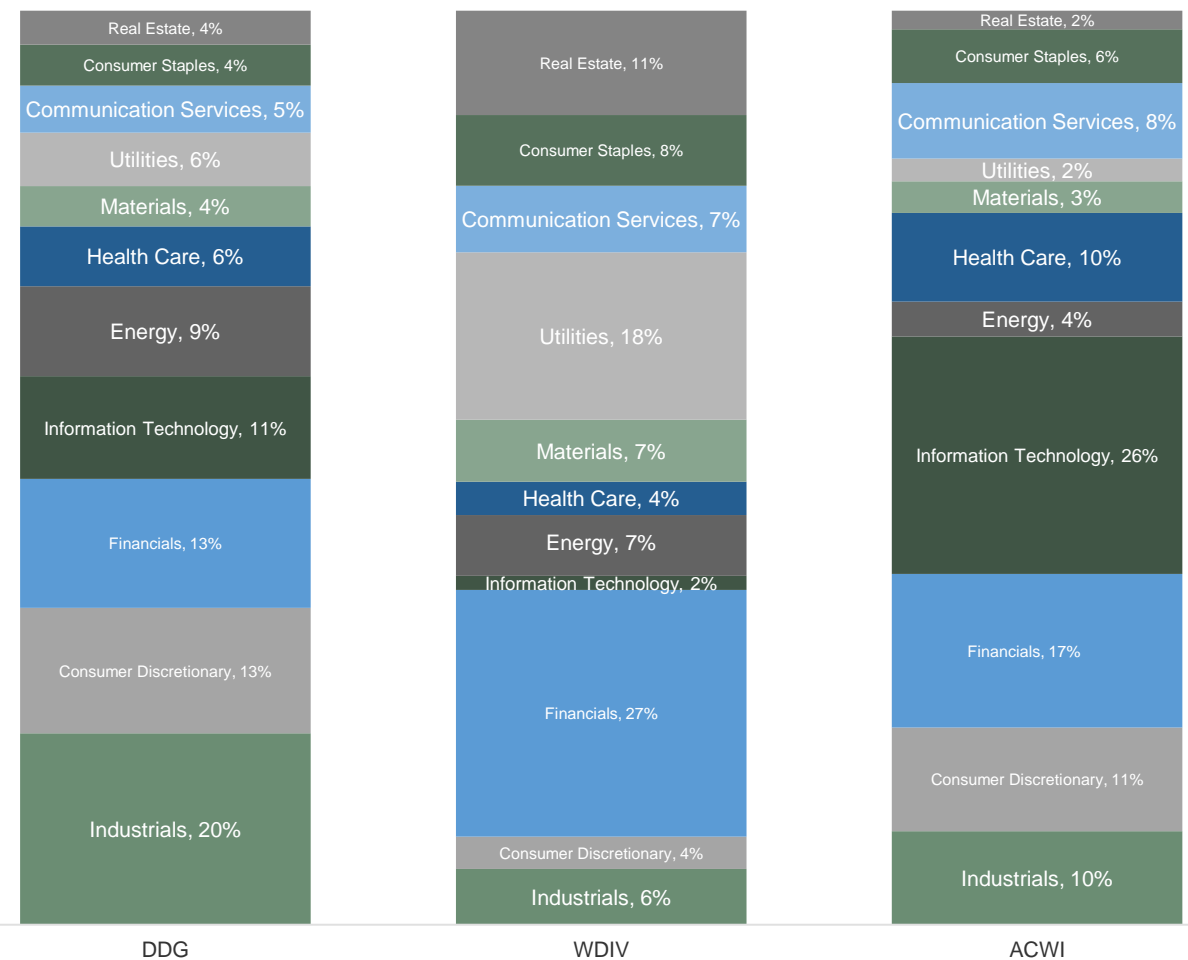 Real Estate, 4%
Consumer Staples, 4%
Communication Services, 5%
Utilities, 6%
Materials, 4%
Health Care, 6%
Energy, 9%
Information Technology, 11%
Financials, 13%
Consumer Discretionary, 13%
Industrials, 20%
DDG
Real Estate, 11%
Consumer Staples, 8%
Communication Services, 7%
Utilities, 18%
Materials, 7%
Health Care, 4%
Energy, 7%
Information Technology, 2%
Financials, 27%
Consumer Discretionary, 4%
Industrials, 6%
WDIV
Real Estate, 2%
Consumer Staples, 6%
Communication Services, 8%
Utilities, 2%
Materials, 3%
Health Care, 10%
Energy, 4%
Information Technology, 26%
Financials, 17%
Consumer Discretionary, 11%
Industrials, 10%
ACWI